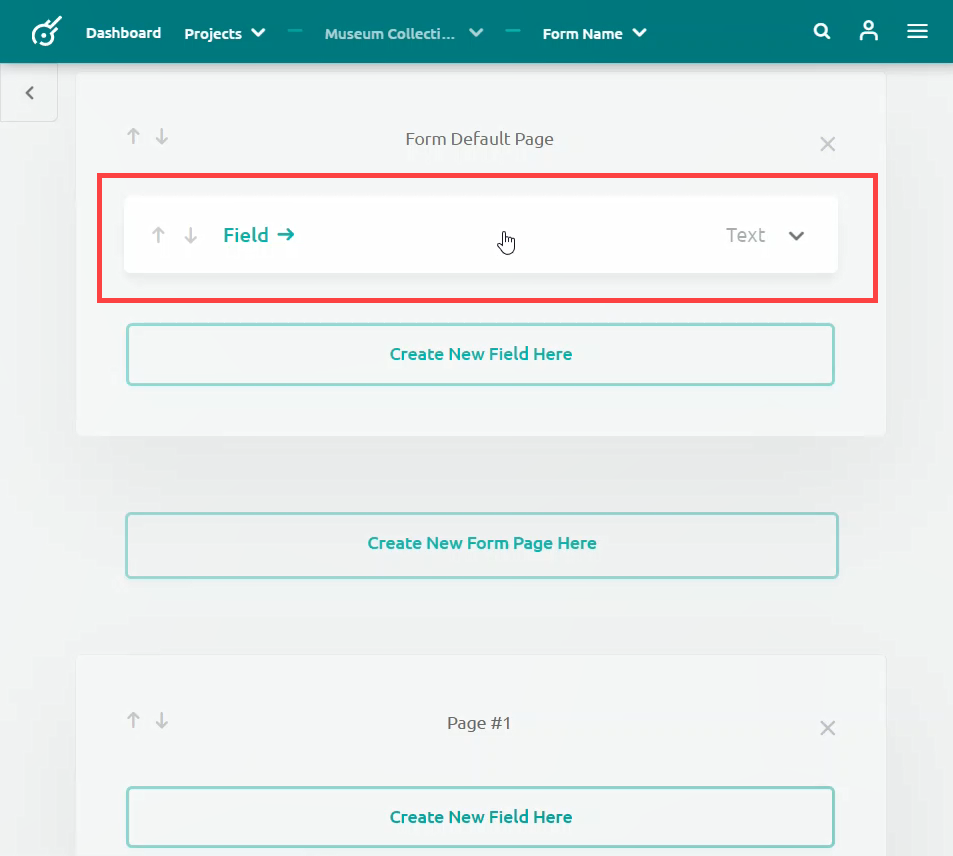 Dashboard Projects Museum Collecti... Form Name
Form Default Page
Field Text
Create New Field Here
Create New Form Page Here
Page #1
Create New Field Here